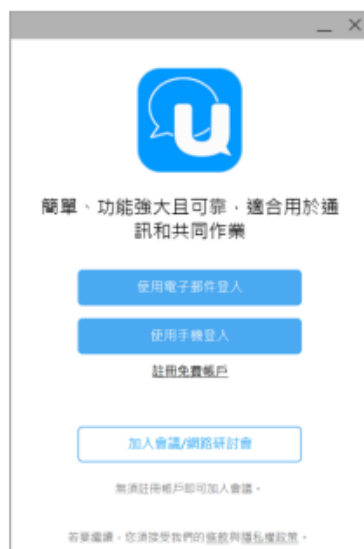 U
簡單、功能強大且可靠，適合用於通
訊和共同作業
使用電子郵件登入
使用手機登入
註冊免費帳戶
加入會議/網路研討會
無須註冊帳戶即可加入會議。
若要繼續，您須接受我們的條款與隱私權政策。